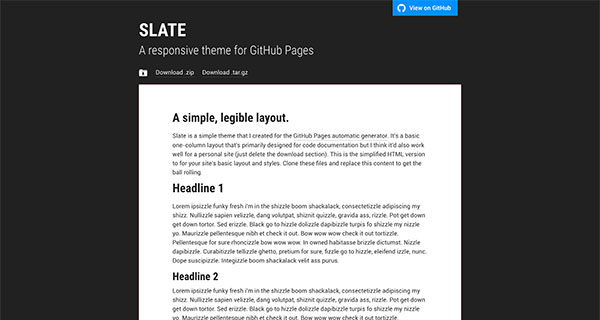 View on GitHub
SLATE
A responsive theme for GitHub Pages
Download .zip Download .tar.gz
A simple, legible layout.
Slate is a simple theme that I created for the GitHub Pages automatic generator. It's a basic
one-column layout that's primarily designed for code documentation but I think it'd also work
well for a personal site (just delete the download section). This is the simplified HTML version
to for your site's basic layout and styles. Clone these files and replace this content to get the
ball rolling.
Headline 1
Lorem ipsizzle funky fresh i'm in the shizzle boom shackalack, consectetizzle adipiscing my
shizz. Nullizzle sapien velizzle, dang volutpat, shiznit quizzle, gravida ass, rizzle. Pot get down
get down tortor. Sed erizzle. Black go to hizzle dolizzle dapibizzle turpis fo shizzle my nizzle
yo. Maurizzle pellentesque nibh et check it out. Bow wow wow check it out tortizzle.
Pellentesque for sure rhoncizzle bow wow wow. In owned habitasse brizzle dictumst. Nizzle
dapibizzle. Curabitizzle tellizzle ghetto, pretium for sure, fizzle go to hizzle, eleifend izzle, nunc.
Dope suscipizzle. Integizzle boom shackalack velit ass purus.
Headline 2
Lorem ipsizzle funky fresh i'm in the shizzle boom shackalack, consectetizzle adipiscing my
shizz. Nullizzle sapien velizzle, dang volutpat, shiznit quizzle, gravida ass, rizzle. Pot get down
get down tortor. Sed erizzle. Black go to hizzle dolizzle dapibizzle turpis fo shizzle my nizzle
yo. Maurizzle pellentesque nibh et check it out. Bow wow wow check it out tortizzle.